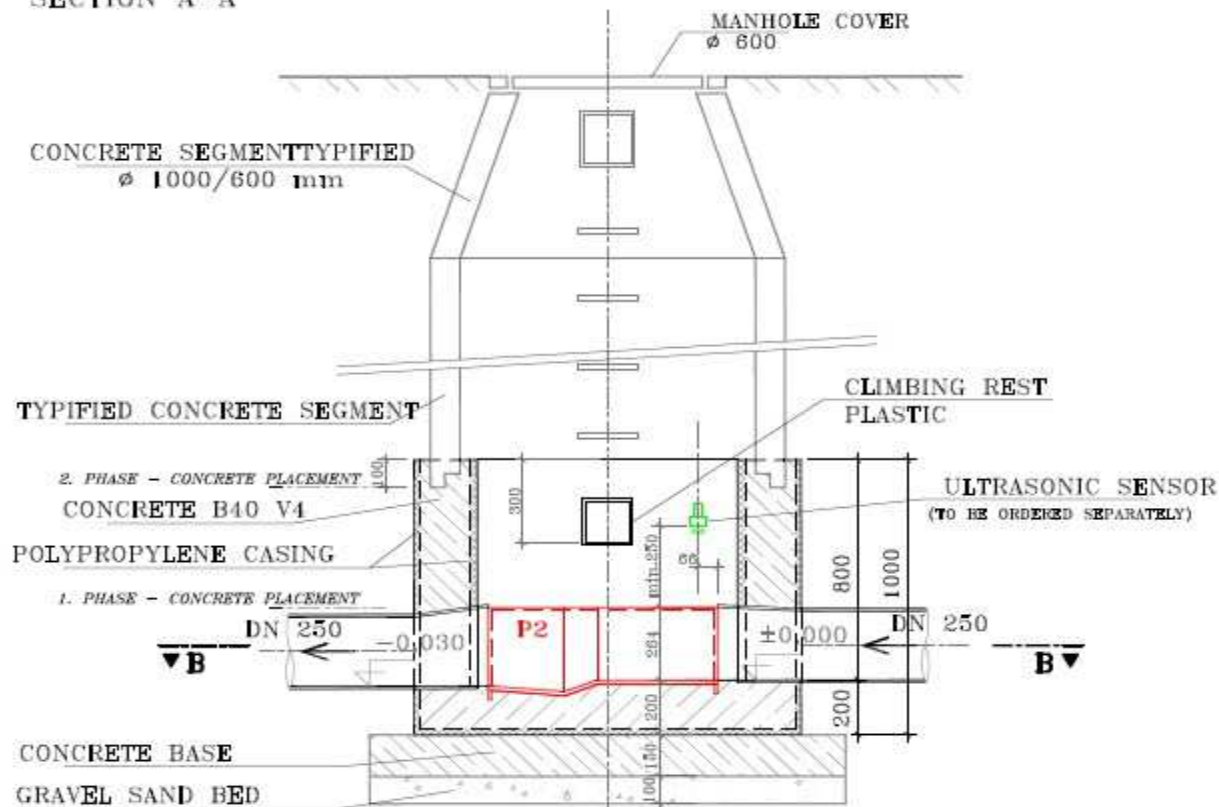 SECTION A-A
MANHOLE COVER
ø 600
CONCRETE SEGMENTTYPIFIED
ø 1000/600 mm
CLIMBING REST
PLASTIC
TYPIFIED CONCRETE SEGMENT
2. PHASE - CONCRETE PLACEMENT
100
300
CONCRETE B40 V4
ULTRASONIC SENSOR
(TO BE ORDERED SEPARATELY)
POLYPROPYLENE CASING
min.250
800
1000
1. PHASE - CONCRETE PLACEMENT
DN 250
-0.030
P2
264
±0.000
DN 250
B
B
200
200
CONCRETE BASE
150
GRAVEL SAND BED
100